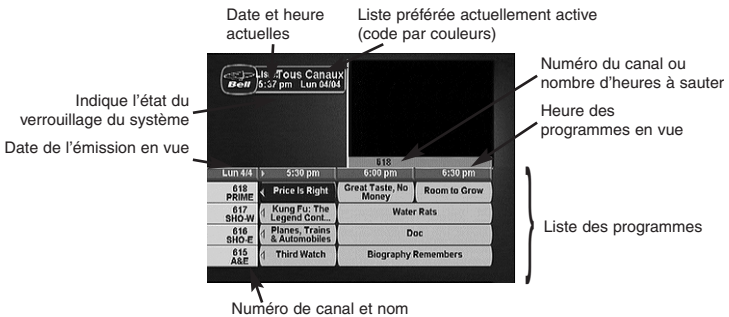 Date et heure
actuelles
Liste préférée actuellement active
(code par couleurs)
Numéro du canal ou
nombre d'heures à sauter
Indique l'état du
verrouillage du système
Heure des
programmes en vue
Date de l'émission en vue
Liste des programmes
Numéro de canal et nom
Bell
Tous Canaux
5:37 pm Lun 04/04
618
Lun 4/4 5:30 pm 6:00 pm 6:30 pm
618
PRIME
Price Is Right
Great Taste, No
Money
Room to Grow
617
SHO-W
Kung Fu: The
Legend Cont...
Water Rats
616
SHO-E
Planes, Trains
& Automobiles
Doc
615
A&E
Third Watch
Biography Remembers